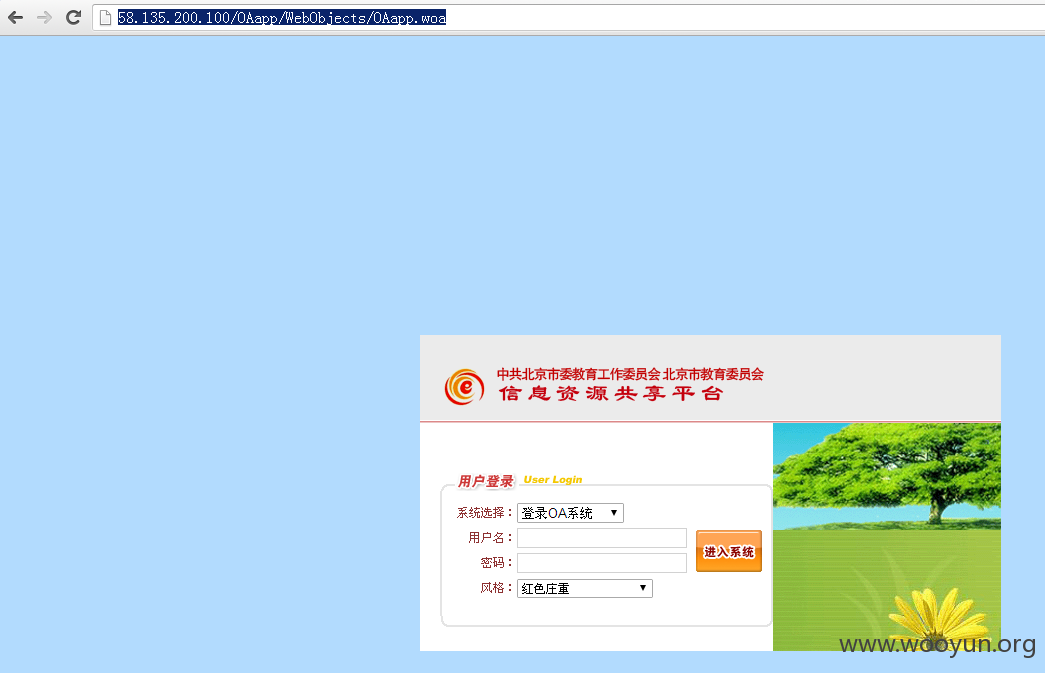 58.135.200.100/OAapp/WebObjects/OAapp.woa
中共北京市委教育工作委员会 北京市教育委员会
信息资源共享平台
用户登录 User Login
系统选择： 登录OA系统
用户名：
密码：
进入系统
风格： 红色庄重
www.wooyun.org